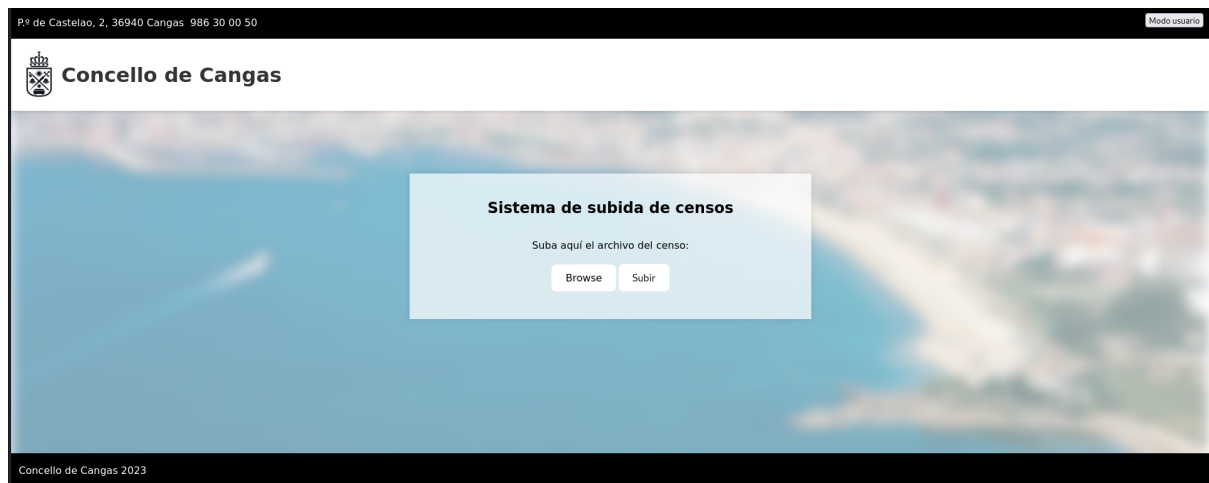 P.º de Castelao, 2, 36940 Cangas 986 30 00 50
Modo usuario
Concello de Cangas
Sistema de subida de censos
Suba aquí el archivo del censo:
Browse Subir
Concello de Cangas 2023